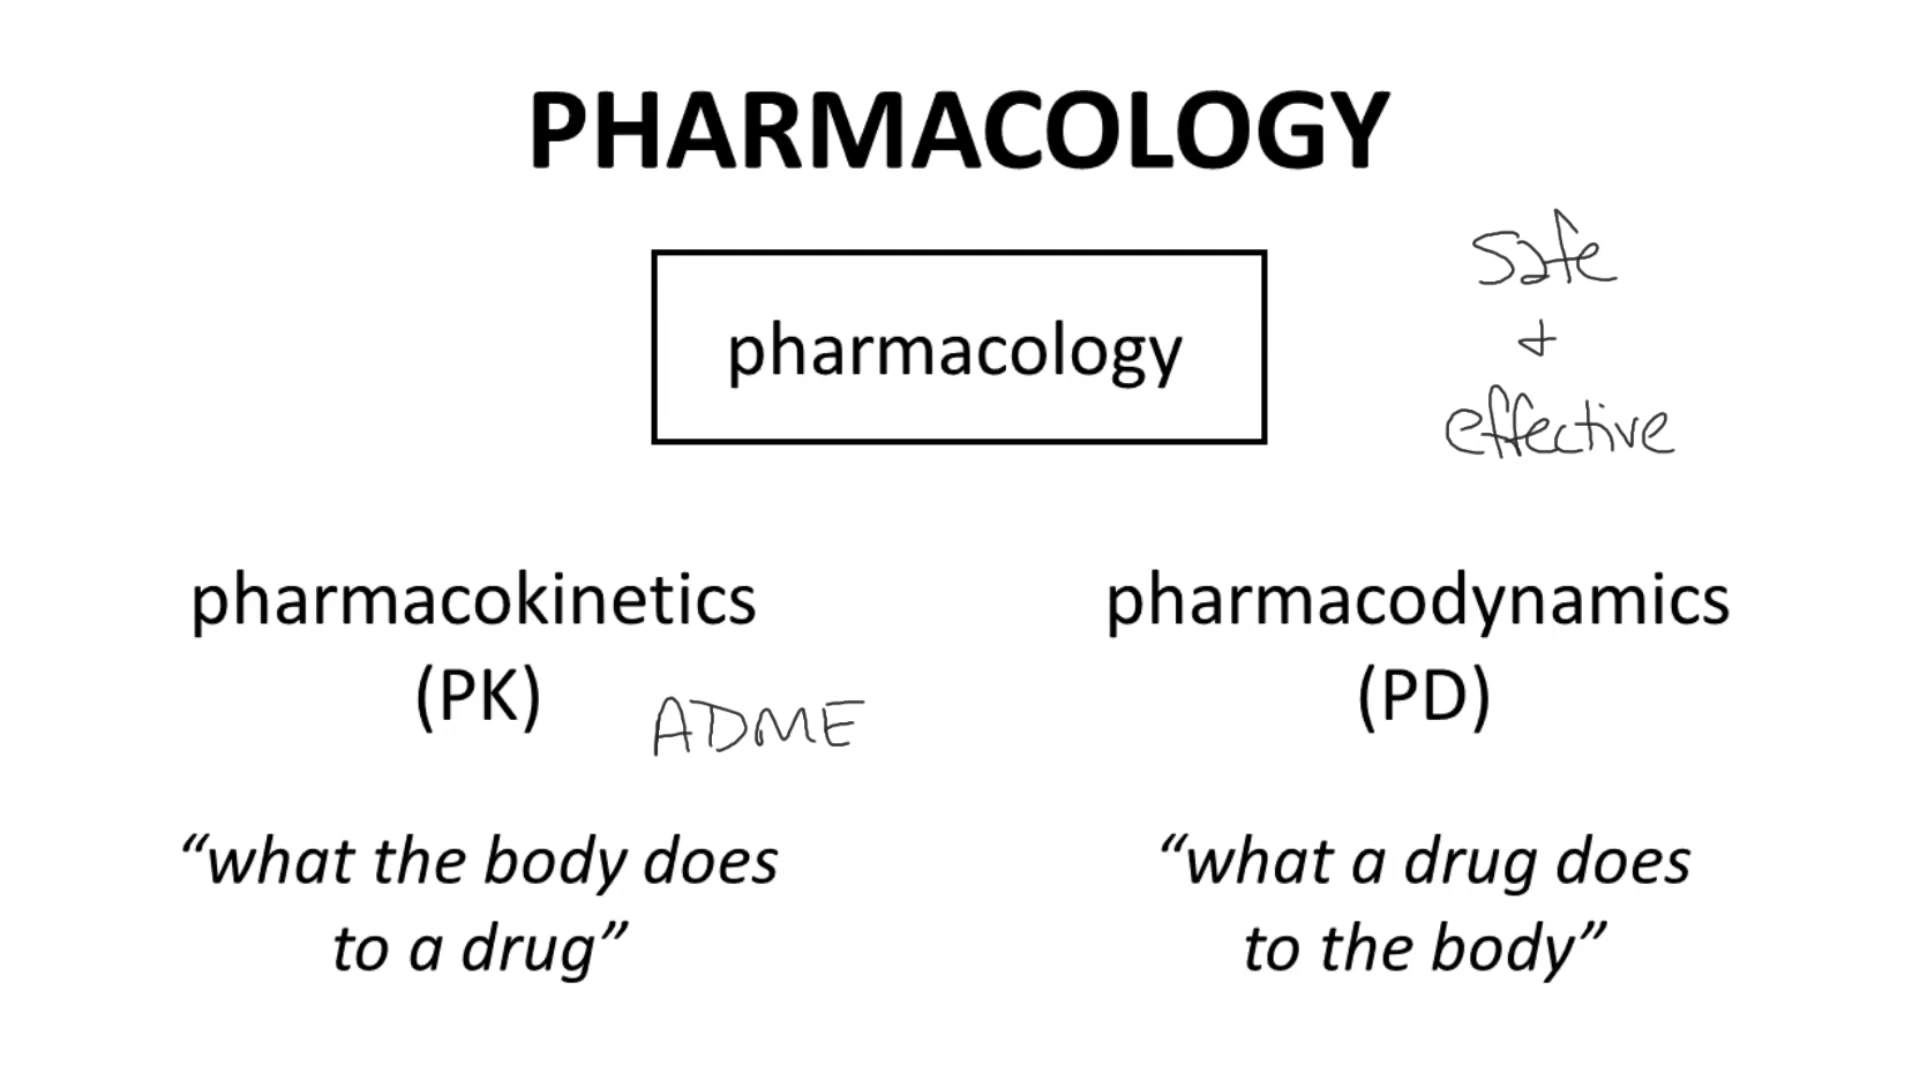 PHARMACOLOGY
pharmacology
safe
+
effective
pharmacokinetics
(PK)
ADME
pharmacodynamics
(PD)
“what the body does
to a drug”
“what a drug does
to the body”